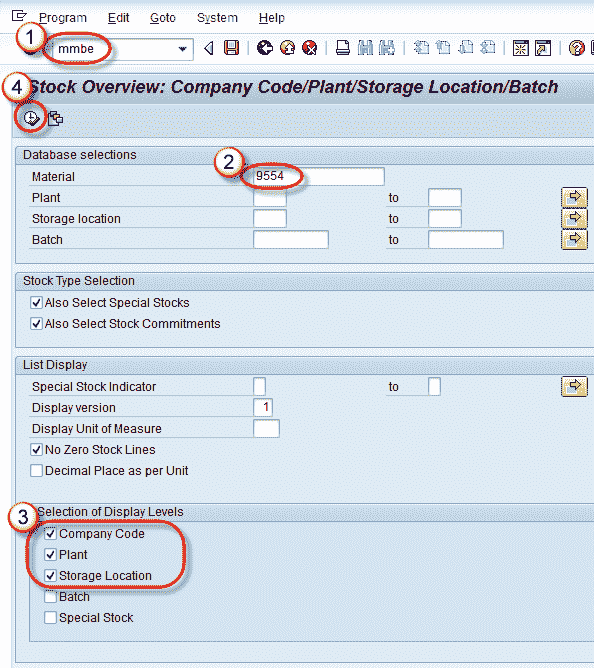 Program Edit Goto System Help
1 mmbe
Stock Overview: Company Code/Plant/Storage Location/Batch
4
Database selections
2
Material 9554
Plant to
Storage location to
Batch to
Stock Type Selection
Also Select Special Stocks
Also Select Stock Commitments
List Display
Special Stock Indicator to
Display version 1
Display Unit of Measure
No Zero Stock Lines
Decimal Place as per Unit
3 Selection of Display Levels
Company Code
Plant
Storage Location
Batch
Special Stock